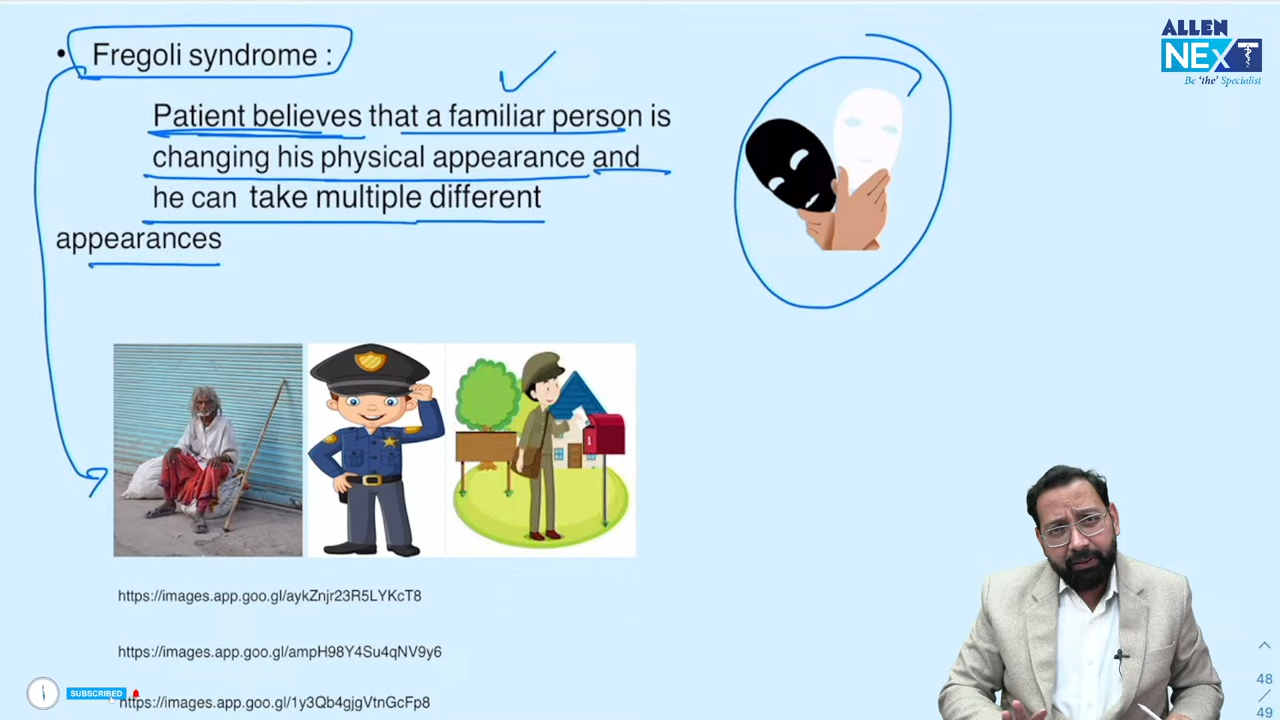 ALLEN
NEXT
Be 'the' Specialist
• Fregoli syndrome :
Patient believes that a familiar person is
changing his physical appearance and
he can take multiple different
appearances
https://images.app.goo.gl/aykZnjr23R5LYKcT8
https://images.app.goo.gl/ampH98Y4Su4qNV9y6
https://images.app.goo.gl/1y3Qb4gjgVtnGcFp8
SUBSCRIBED
48
/
49